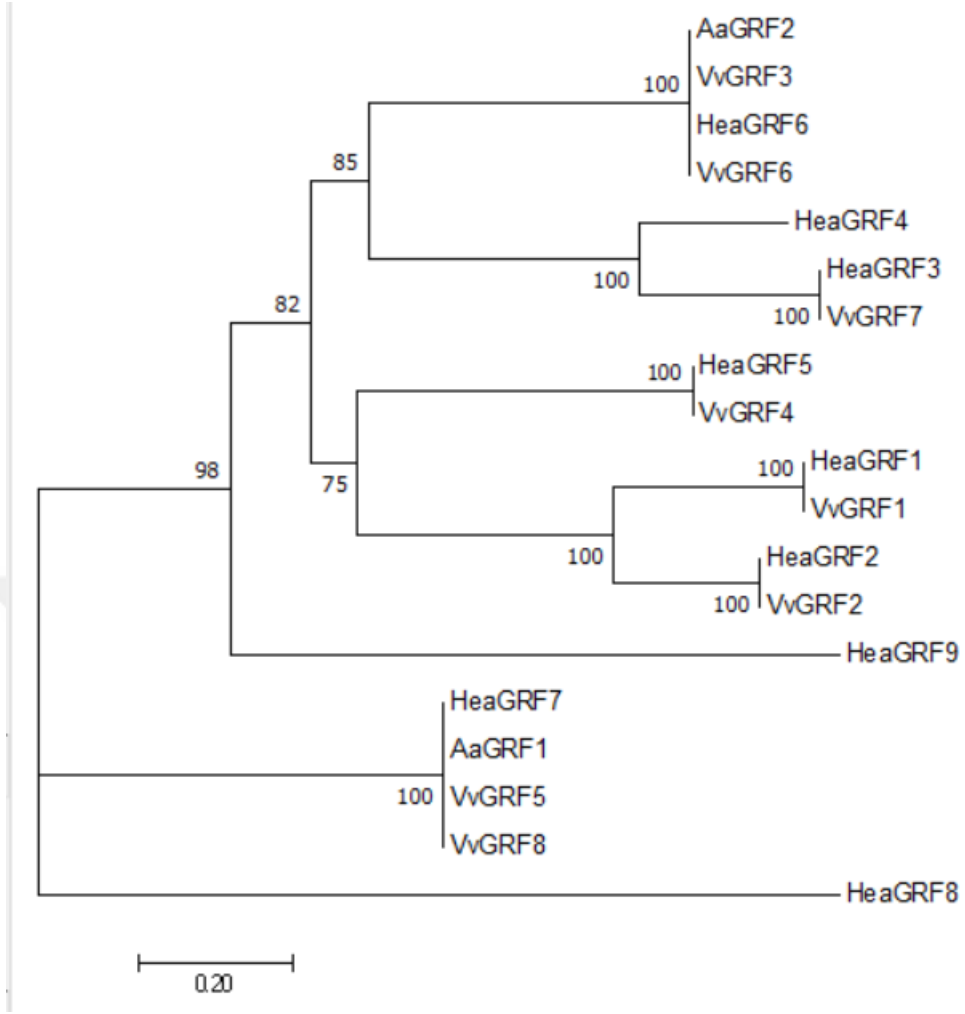 AaGRF2
VvGRF3
100
HeaGRF6
85
VvGRF6
HeaGRF4
HeaGRF3
100
82
100
VvGRF7
HeaGRF5
100
VvGRF4
98
HeaGRF1
100
75
VvGRF1
100
HeaGRF2
100
VvGRF2
HeaGRF9
HeaGRF7
AaGRF1
100
VvGRF5
VvGRF8
HeaGRF8
0.20